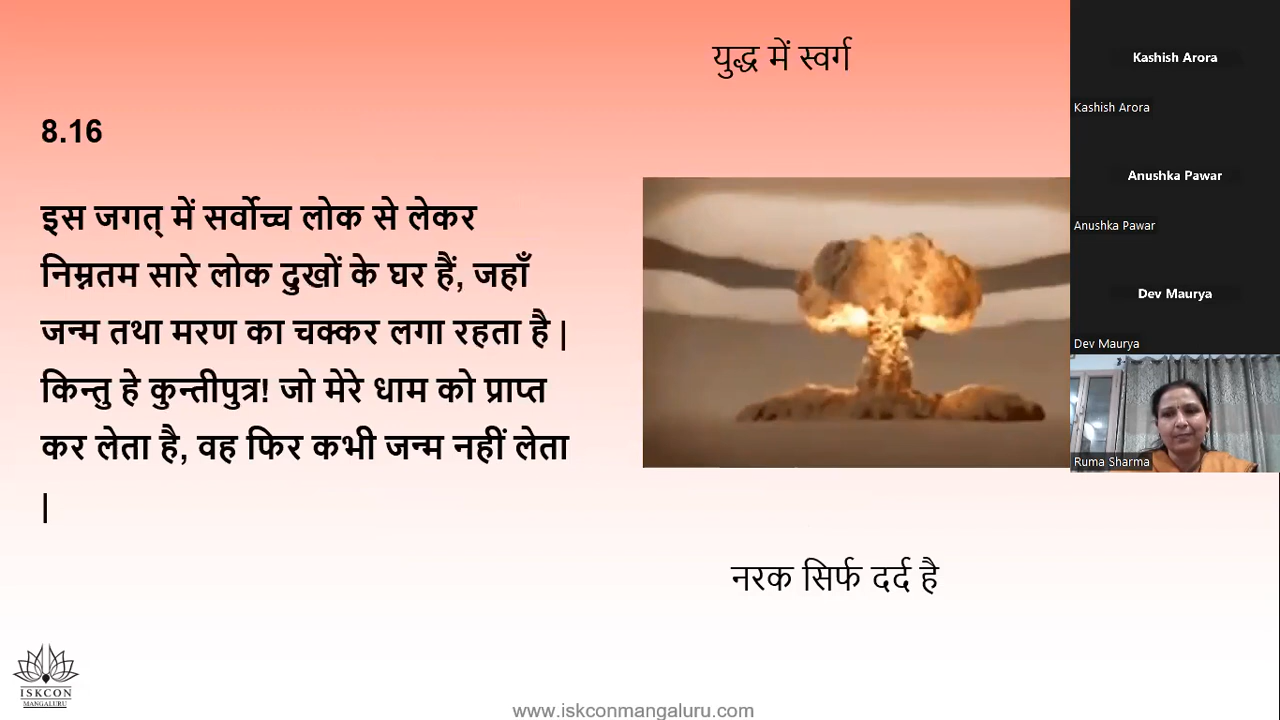 युद्ध में स्वर्ग
8.16
इस जगत् में सर्वोच्च लोक से लेकर
निम्नतम सारे लोक दुखों के घर हैं, जहाँ
जन्म तथा मरण का चक्कर लगा रहता है |
किन्तु हे कुन्तीपुत्र! जो मेरे धाम को प्राप्त
कर लेता है, वह फिर कभी जन्म नहीं लेता
|
नरक सिर्फ दर्द है
ISKCON
MANGALURU
www.iskconmangaluru.com
Kashish Arora
Kashish Arora
Anushka Pawar
Anushka Pawar
Dev Maurya
Dev Maurya
Ruma Sharma